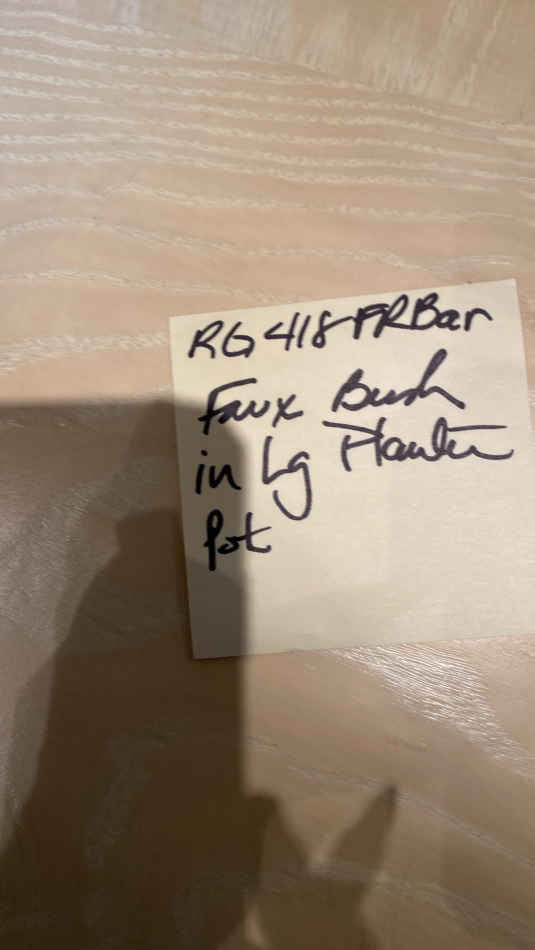 RG 418 FRBar
Faux Bush
in Lg Planter
Pot